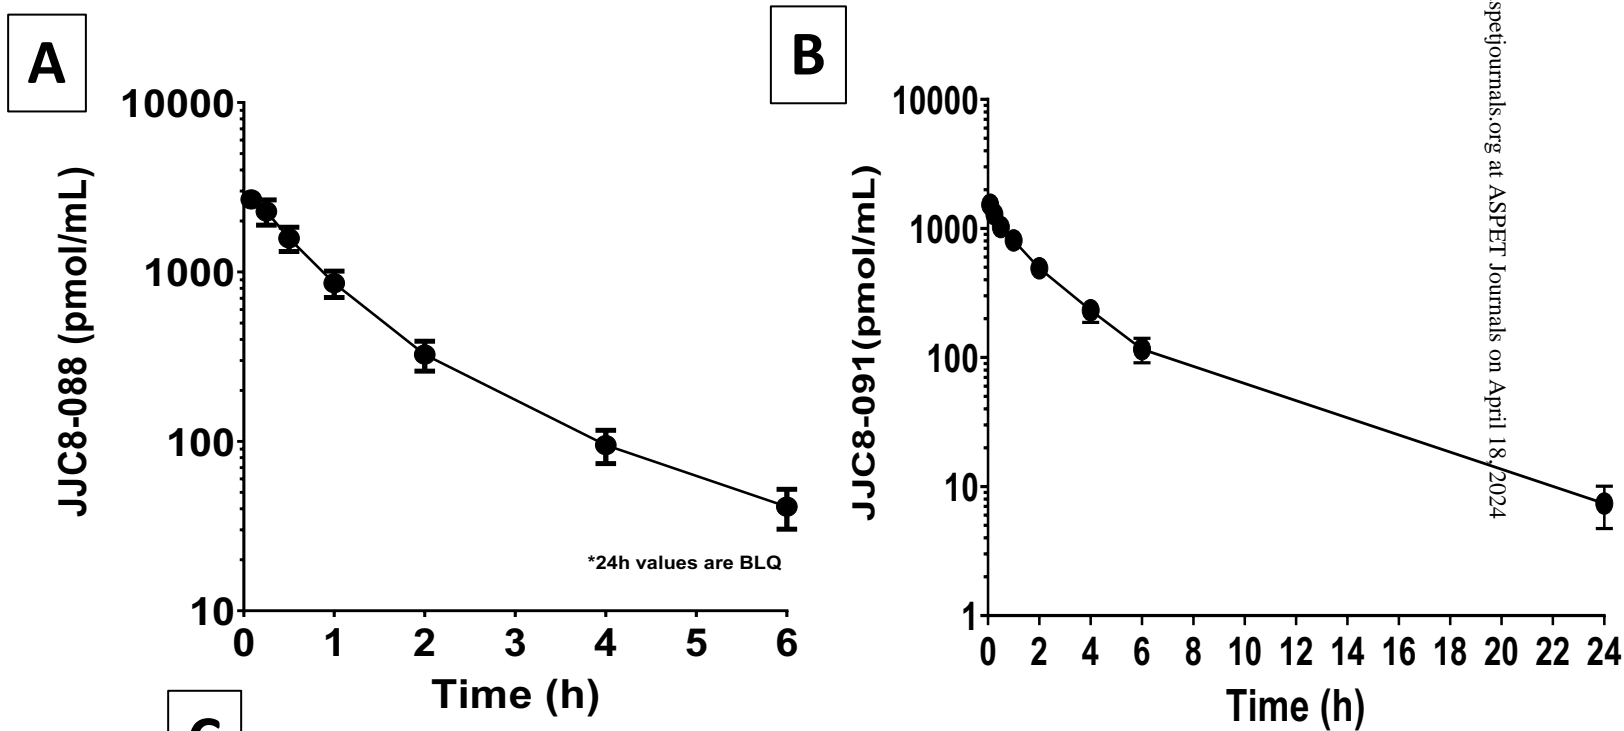 A
10000
1000
100
10
JJC8-088 (pmol/mL)
*24h values are BLQ
0 1 2 3 4 5 6
Time (h)
B
10000
1000
100
10
1
JJC8-091(pmol/mL)
0 2 4 6 8 10 12 14 16 18 20 22 24
Time (h)
spetjournals.org at ASPET Journals on April 18, 2024
C